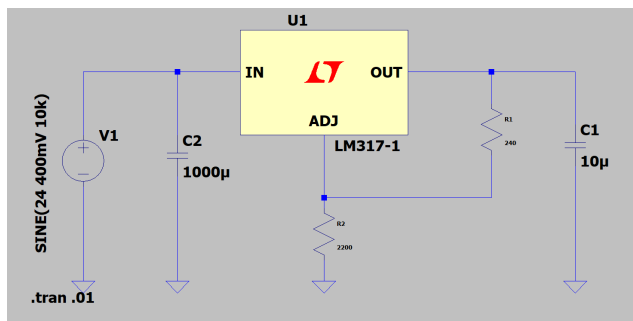 U1
IN
OUT
ADJ
LM317-1
R1
240
C1
10µ
V1
SINE(24 400mV 10k)
C2
1000µ
R2
2200
.tran .01